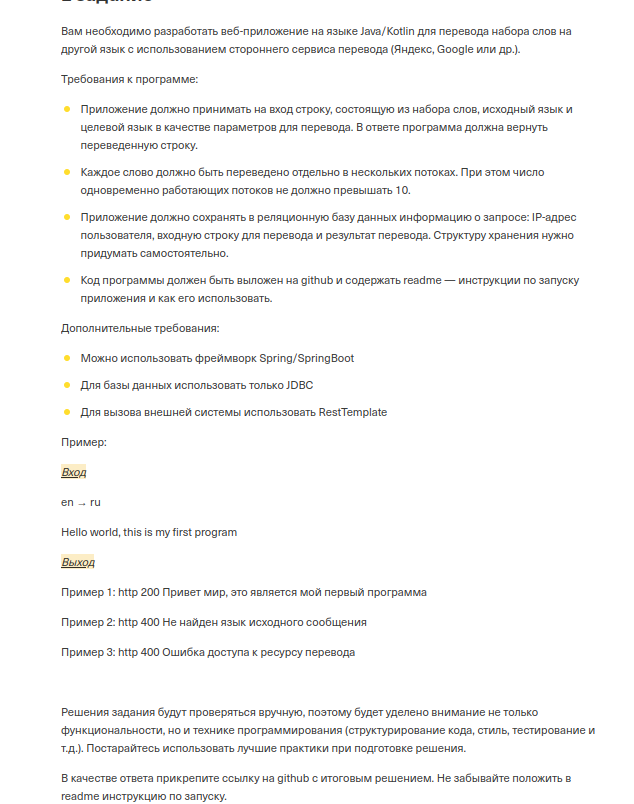 Вам необходимо разработать веб-приложение на языке Java/Kotlin для перевода набора слов на
другой язык с использованием стороннего сервиса перевода (Яндекс, Google или др.).
Требования к программе:
Приложение должно принимать на вход строку, состоящую из набора слов, исходный язык и
целевой язык в качестве параметров для перевода. В ответе программа должна вернуть
переведенную строку.
Каждое слово должно быть переведено отдельно в нескольких потоках. При этом число
одновременно работающих потоков не должно превышать 10.
Приложение должно сохранять в реляционную базу данных информацию о запросе: IP-адрес
пользователя, входную строку для перевода и результат перевода. Структуру хранения нужно
придумать самостоятельно.
Код программы должен быть выложен на github и содержать readme — инструкции по запуску
приложения и как его использовать.
Дополнительные требования:
Можно использовать фреймворк Spring/SpringBoot
Для базы данных использовать только JDBC
Для вызова внешней системы использовать RestTemplate
Пример:
Вход
en → ru
Hello world, this is my first program
Выход
Пример 1: http 200 Привет мир, это является мой первый программа
Пример 2: http 400 Не найден язык исходного сообщения
Пример 3: http 400 Ошибка доступа к ресурсу перевода
Решения задания будут проверяться вручную, поэтому будет уделено внимание не только
функциональности, но и технике программирования (структурирование кода, стиль, тестирование и
т.д.). Постарайтесь использовать лучшие практики при подготовке решения.
В качестве ответа прикрепите ссылку на github с итоговым решением. Не забывайте положить в
readme инструкцию по запуску.